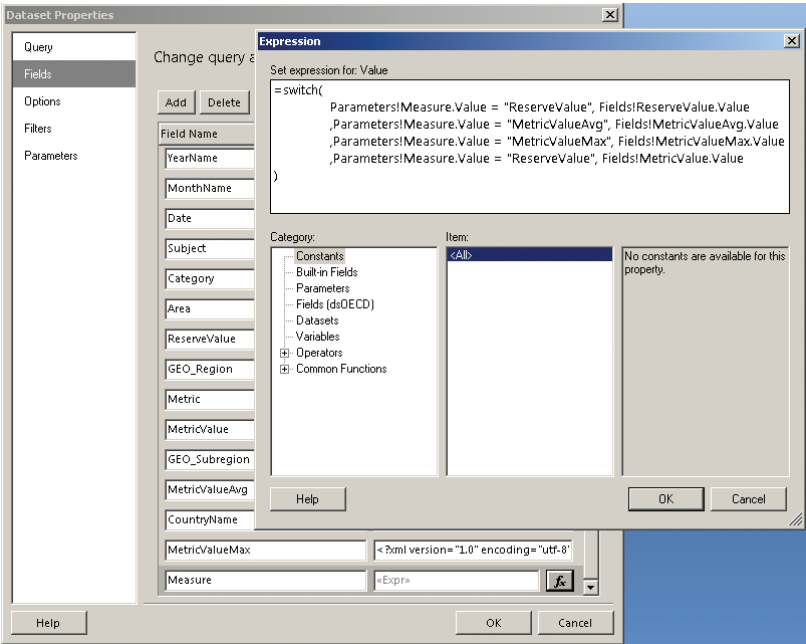 Dataset Properties
Query
Fields
Options
Filters
Parameters
Change query a
Add
Delete
Field Name
YearName
MonthName
Date
Subject
Category
Area
ReserveValue
GEO_Region
Metric
MetricValue
GEO_Subregion
MetricValueAvg
CountryName
MetricValueMax
<?xml version="1.0" encoding="utf-8"
Measure
«Expr»
fx
Help
OK
Cancel
Expression
Set expression for: Value
=switch(
Parameters!Measure.Value = "ReserveValue", Fields!ReserveValue.Value
,Parameters!Measure.Value = "MetricValueAvg", Fields!MetricValueAvg.Value
,Parameters!Measure.Value = "MetricValueMax", Fields!MetricValueMax.Value
,Parameters!Measure.Value = "ReserveValue", Fields!MetricValue.Value
)
Category:
Constants
Built-in Fields
Parameters
Fields (dsOECD)
Datasets
Variables
Operators
Common Functions
Item:
<All>
No constants are available for this
property.
Help
OK
Cancel